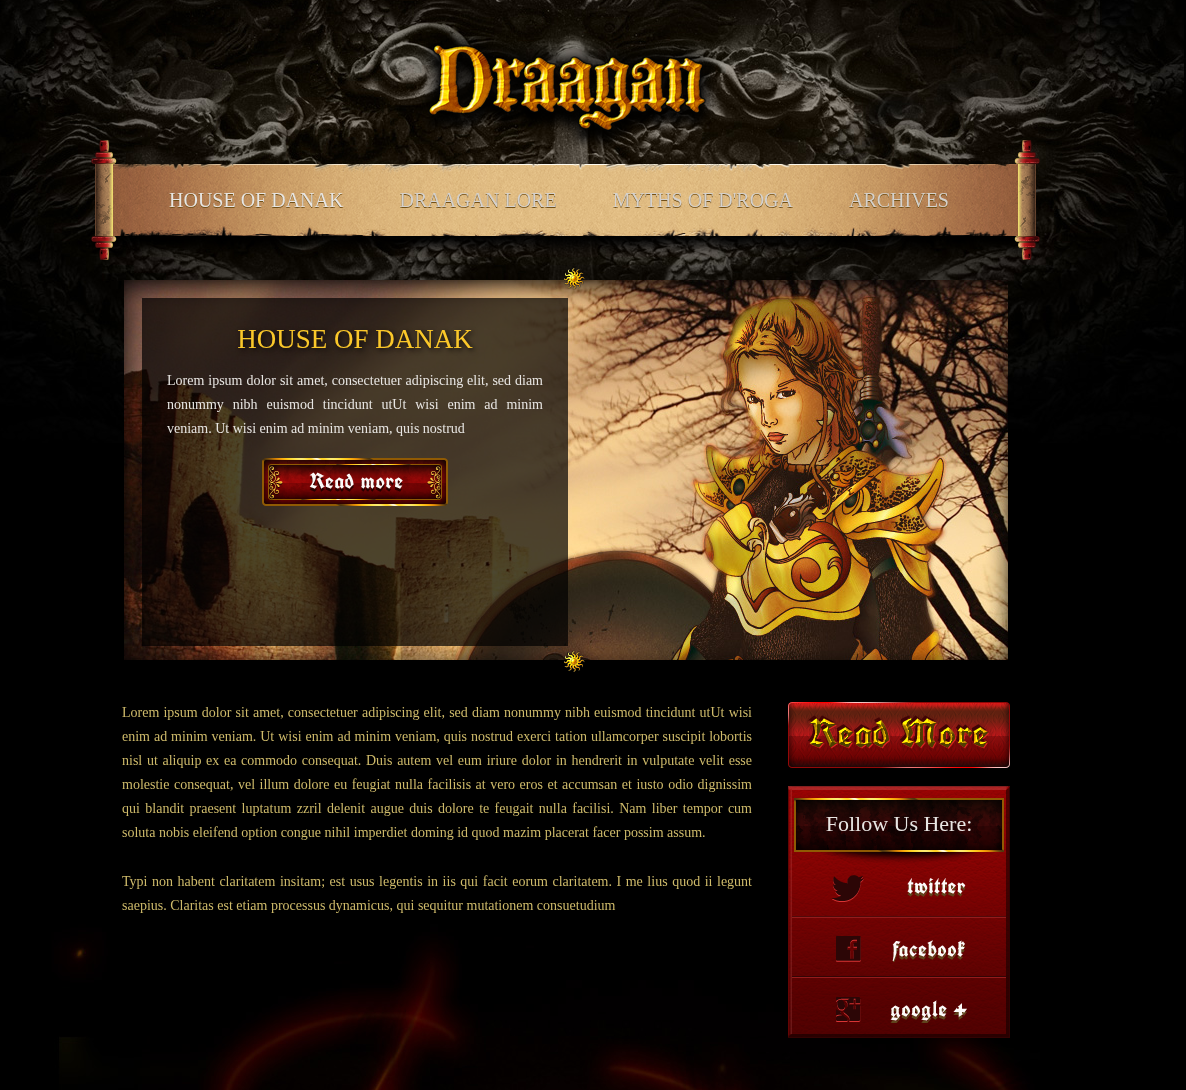 Draagan
HOUSE OF DANAK DRAAGAN LORE MYTHS OF D'ROGA ARCHIVES
HOUSE OF DANAK
Lorem ipsum dolor sit amet, consectetuer adipiscing elit, sed diam
nonummy nibh euismod tincidunt utUt wisi enim ad minim
veniam. Ut wisi enim ad minim veniam, quis nostrud
Read more
Lorem ipsum dolor sit amet, consectetuer adipiscing elit, sed diam nonummy nibh euismod tincidunt utUt wisi
enim ad minim veniam. Ut wisi enim ad minim veniam, quis nostrud exerci tation ullamcorper suscipit lobortis
nisl ut aliquip ex ea commodo consequat. Duis autem vel eum iriure dolor in hendrerit in vulputate velit esse
molestie consequat, vel illum dolore eu feugiat nulla facilisis at vero eros et accumsan et iusto odio dignissim
qui blandit praesent luptatum zzril delenit augue duis dolore te feugait nulla facilisi. Nam liber tempor cum
soluta nobis eleifend option congue nihil imperdiet doming id quod mazim placerat facer possim assum.
Typi non habent claritatem insitam; est usus legentis in iis qui facit eorum claritatem. I me lius quod ii legunt
saepius. Claritas est etiam processus dynamicus, qui sequitur mutationem consuetudium
Read More
Follow Us Here:
twitter
facebook
google +